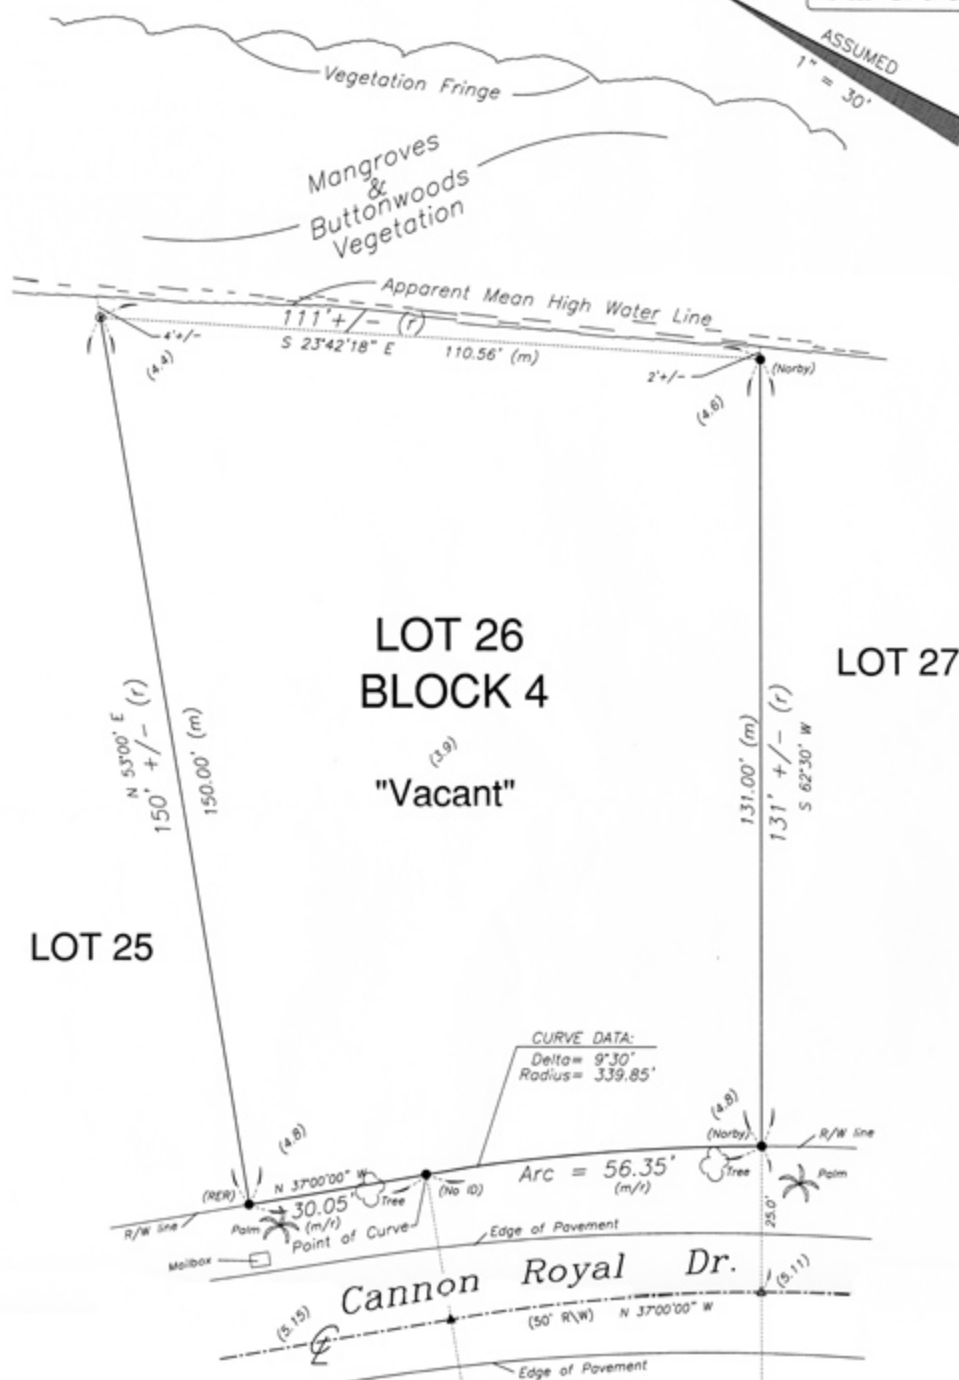 ASSUMED
1" = 30'
Vegetation Fringe
Mangroves
&
Buttonwoods
Vegetation
Apparent Mean High Water Line
111'+/- (r)
4'+/-
S 23°42'18" E 110.56' (m)
2'+/-
(Norby)
(4.4)
(4.6)
LOT 26
BLOCK 4
(3.9)
"Vacant"
LOT 27
N 53°00' E
150' +/- (r)
150.00' (m)
131.00' (m)
131' +/- (r)
S 62°30' W
LOT 25
CURVE DATA:
Delta= 9°30'
Radius= 339.85'
(4.8)
(4.8)
(Norby)
R/W line
(RER)
N 37°00'00" W
30.05'
(m/r)
Tree
(No ID)
Arc = 56.35'
(m/r)
Tree
Palm
R/W line
Palm
Point of Curve
25.0'
Mailbox
Edge of Pavement
Cannon Royal Dr.
(5.15)
(50' R\W) N 37°00'00" W
(5.11)
Edge of Pavement